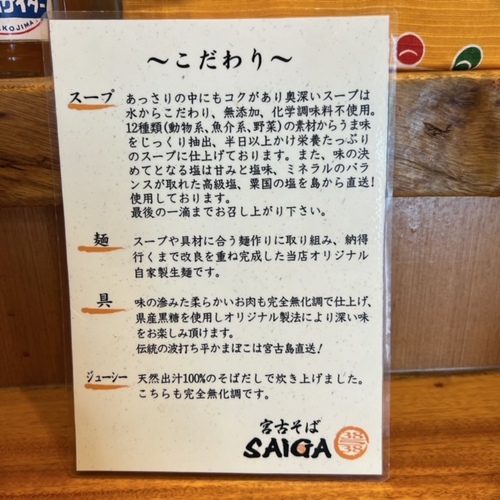 サイダー
KOJIMA
～こだわり～
スープ
あっさりの中にもコクがあり奥深いスープは
水からこだわり、無添加、化学調味料不使用。
12種類(動物系、魚介系、野菜)の素材からうま味
をじっくり抽出、半日以上かけ栄養たっぷり
のスープに仕上げております。また、味の決
めてとなる塩は甘みと塩味、ミネラルのバラ
ンスが取れた高級塩、粟国の塩を島から直送!
使用しております。
最後の一滴までお召し上がり下さい。
麺
スープや具材に合う麺作りに取り組み、納得
行くまで改良を重ね完成した当店オリジナル
自家製生麺です。
具
味の滲みた柔らかいお肉も完全無化調で仕上げ、
県産黒糖を使用しオリジナル製法により深い味
をお楽しみ頂けます。
伝統の波打ち平かまぼこは宮古島直送!
ジューシー
天然出汁100%のそばだしで炊き上げました。
こちらも完全無化調です。
宮古そば
SAIGA